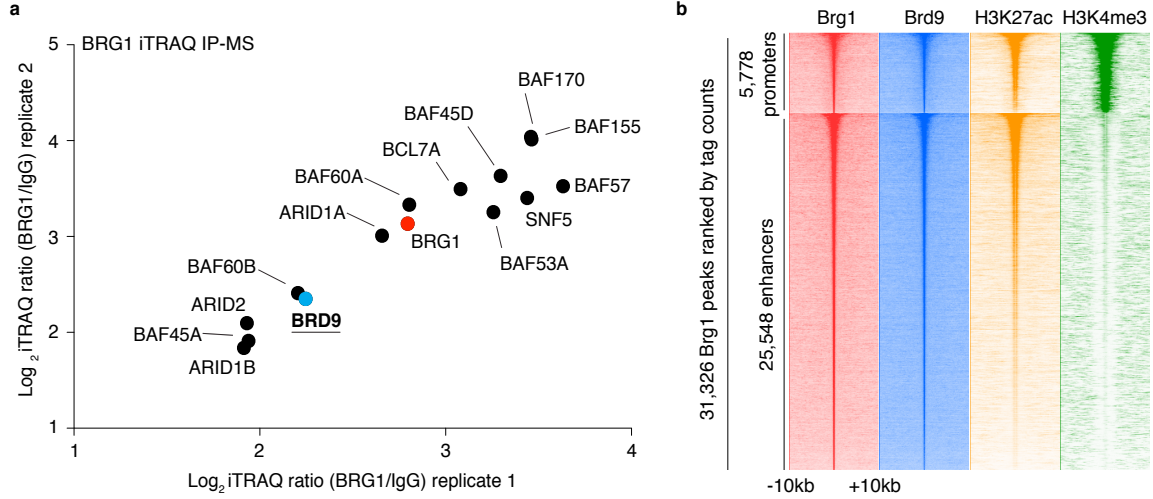 a
BRG1 iTRAQ IP-MS
Log2 iTRAQ ratio (BRG1/IgG) replicate 2
5
4
3
2
1
BAF170
BAF155
BAF45D
BCL7A
BAF57
BAF60A
SNF5
ARID1A
BRG1
BAF53A
BAF60B
BRD9
ARID2
BAF45A
ARID1B
1
2
3
4
Log2 iTRAQ ratio (BRG1/IgG) replicate 1
b
Brg1 Brd9 H3K27ac H3K4me3
31,326 Brg1 peaks ranked by tag counts
5,778
promoters
25,548 enhancers
-10kb +10kb